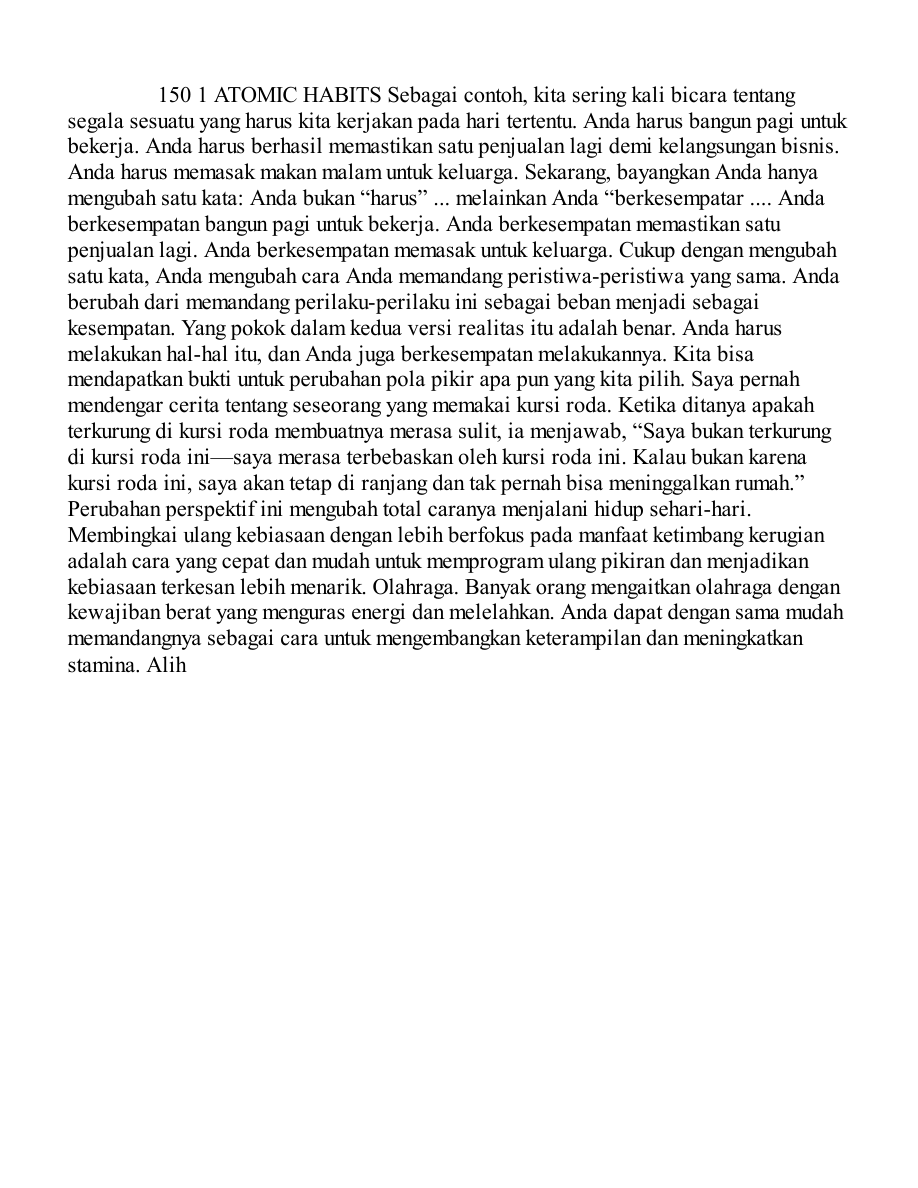 150 1 ATOMIC HABITS Sebagai contoh, kita sering kali bicara tentang
segala sesuatu yang harus kita kerjakan pada hari tertentu. Anda harus bangun pagi untuk
bekerja. Anda harus berhasil memastikan satu penjualan lagi demi kelangsungan bisnis.
Anda harus memasak makan malam untuk keluarga. Sekarang, bayangkan Anda hanya
mengubah satu kata: Anda bukan “harus” ... melainkan Anda “berkesempatar .... Anda
berkesempatan bangun pagi untuk bekerja. Anda berkesempatan memastikan satu
penjualan lagi. Anda berkesempatan memasak untuk keluarga. Cukup dengan mengubah
satu kata, Anda mengubah cara Anda memandang peristiwa-peristiwa yang sama. Anda
berubah dari memandang perilaku-perilaku ini sebagai beban menjadi sebagai
kesempatan. Yang pokok dalam kedua versi realitas itu adalah benar. Anda harus
melakukan hal-hal itu, dan Anda juga berkesempatan melakukannya. Kita bisa
mendapatkan bukti untuk perubahan pola pikir apa pun yang kita pilih. Saya pernah
mendengar cerita tentang seseorang yang memakai kursi roda. Ketika ditanya apakah
terkurung di kursi roda membuatnya merasa sulit, ia menjawab, “Saya bukan terkurung
di kursi roda ini—saya merasa terbebaskan oleh kursi roda ini. Kalau bukan karena
kursi roda ini, saya akan tetap di ranjang dan tak pernah bisa meninggalkan rumah.”
Perubahan perspektif ini mengubah total caranya menjalani hidup sehari-hari.
Membingkai ulang kebiasaan dengan lebih berfokus pada manfaat ketimbang kerugian
adalah cara yang cepat dan mudah untuk memprogram ulang pikiran dan menjadikan
kebiasaan terkesan lebih menarik. Olahraga. Banyak orang mengaitkan olahraga dengan
kewajiban berat yang menguras energi dan melelahkan. Anda dapat dengan sama mudah
memandangnya sebagai cara untuk mengembangkan keterampilan dan meningkatkan
stamina. Alih